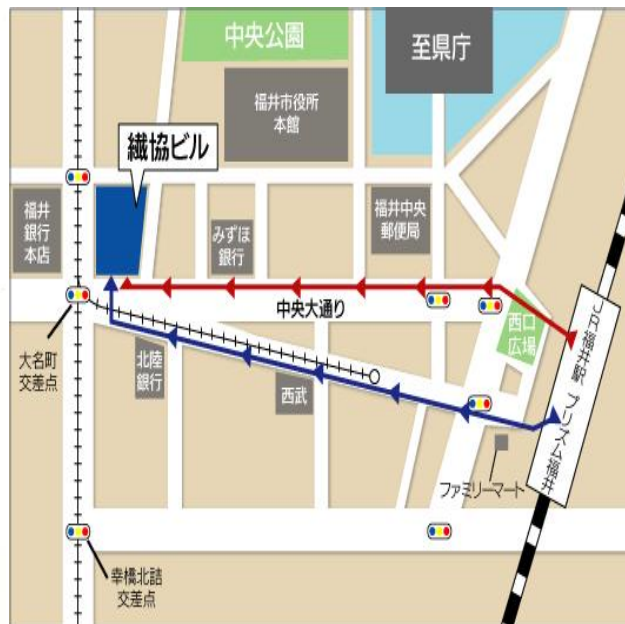 中央公園
至県庁
福井市役所
本館
繊協ビル
福井
銀行
本店
みずほ
銀行
福井中央
郵便局
中央大通り
西口
広場
JR福井駅 プリズム福井
大名町
交差点
北陸
銀行
西武
ファミリーマート
幸橋北詰
交差点